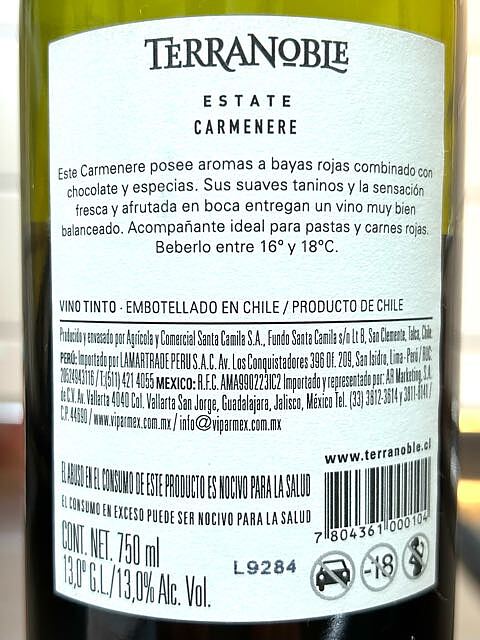 TERRANOBLE
ESTATE
CARMENERE
Este Carmenere posee aromas a bayas rojas combinado con
chocolate y especias. Sus suaves taninos y la sensación
fresca y afrutada en boca entregan un vino muy bien
balanceado. Acompañante ideal para pastas y carnes rojas.
Beberlo entre 16° y 18°C.
VINO TINTO · EMBOTELLADO EN CHILE / PRODUCTO DE CHILE
Producido y envasado por Agrícola y Comercial Santa Camila S.A., Fundo Santa Camila s/n Lt B, San Clemente, Talca, Chile.
PERÚ: Importado por LAMARTRADE PERU S.A.C. Av. Los Conquistadores 396 Of. 209, San Isidro, Lima - Perú / RUC:
20524943116 / T:(511) 421 4055 MEXICO: R.F.C. AMA990223IC2 Importado y representado por: AR Marketing, S.A.
de C.V. Av. Vallarta 4040 Col. Vallarta San Jorge, Guadalajara, Jalisco, México Tel. (33) 3612-3614 y 3811-8141 /
C.P. 44690 / www.viparmex.com.mx / info@viparmex.com.mx
www.terranoble.cl
EL ABUSO EN EL CONSUMO DE ESTE PRODUCTO ES NOCIVO PARA LA SALUD
EL CONSUMO EN EXCESO PUEDE SER NOCIVO PARA LA SALUD
7 804361 000104
CONT. NET. 750 ml
13,0° G.L./13,0% Alc. Vol.
L9284
-18